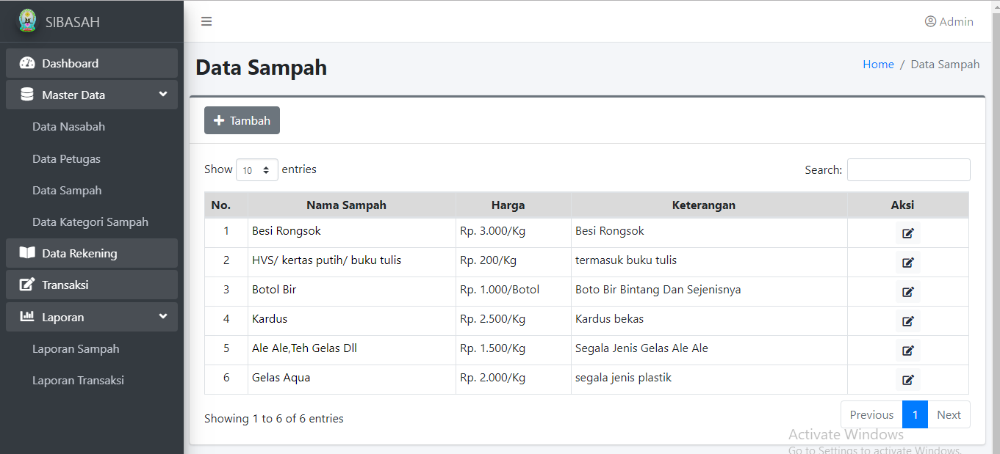 SIBASAH
Admin
Dashboard
Master Data
Data Nasabah
Data Petugas
Data Sampah
Data Kategori Sampah
Data Rekening
Transaksi
Laporan
Laporan Sampah
Laporan Transaksi
Data Sampah
Home / Data Sampah
Tambah
Show 10 entries
Search:
No. Nama Sampah Harga Keterangan Aksi
1 Besi Rongsok Rp. 3.000/Kg Besi Rongsok
2 HVS/ kertas putih/ buku tulis Rp. 200/Kg termasuk buku tulis
3 Botol Bir Rp. 1.000/Botol Boto Bir Bintang Dan Sejenisnya
4 Kardus Rp. 2.500/Kg Kardus bekas
5 Ale Ale,Teh Gelas Dll Rp. 1.500/Kg Segala Jenis Gelas Ale Ale
6 Gelas Aqua Rp. 2.000/Kg segala jenis plastik
Showing 1 to 6 of 6 entries
Previous 1 Next
Activate Windows
Go to Settings to activate Windows.